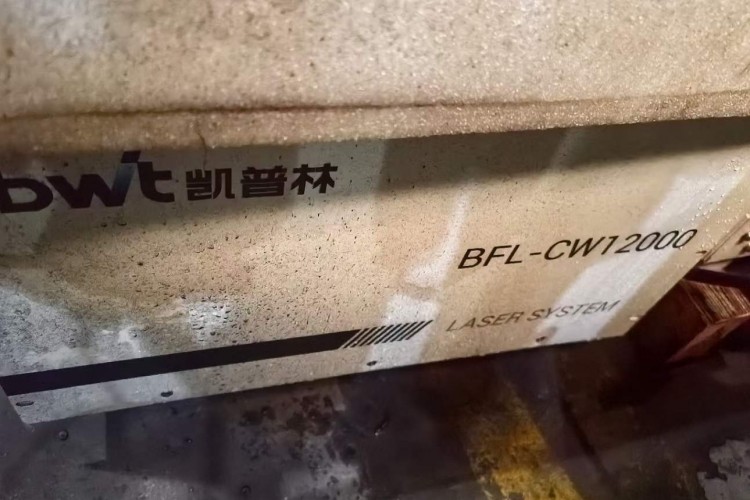 bwt 凯普林
BFL-CW12000
LASER SYSTEM